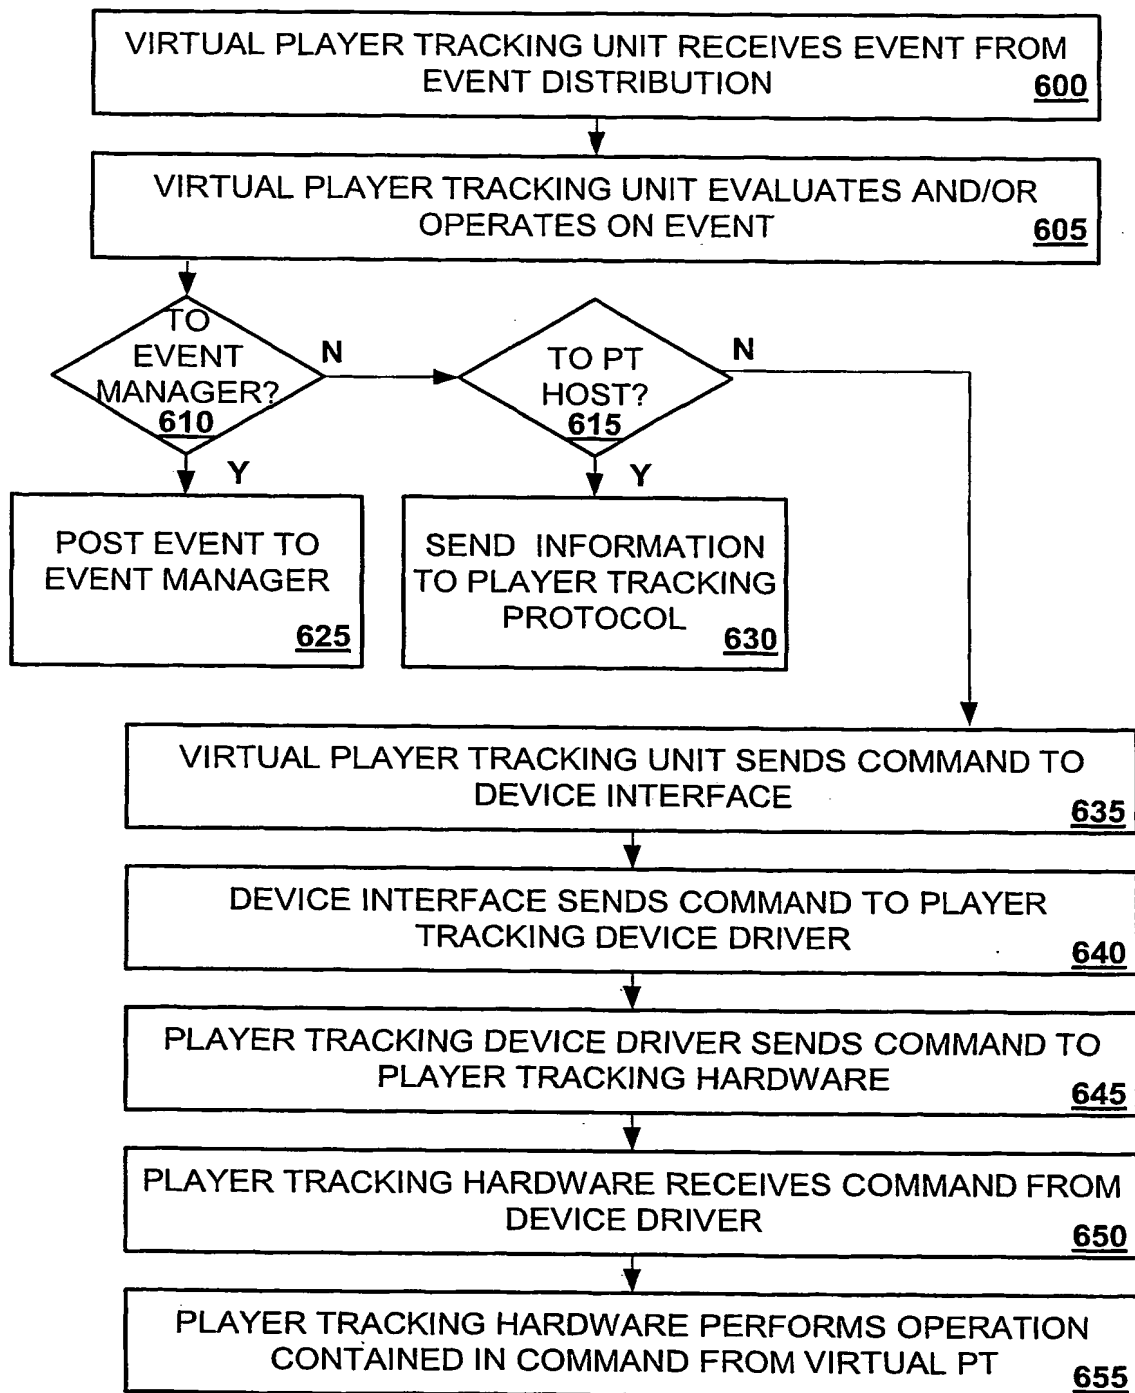 VIRTUAL PLAYER TRACKING UNIT RECEIVES EVENT FROM
EVENT DISTRIBUTION
600
VIRTUAL PLAYER TRACKING UNIT EVALUATES AND/OR
OPERATES ON EVENT
605
TO
EVENT
MANAGER?
610
N
TO PT
HOST?
615
N
Y
Y
POST EVENT TO
EVENT MANAGER
625
SEND INFORMATION
TO PLAYER TRACKING
PROTOCOL
630
VIRTUAL PLAYER TRACKING UNIT SENDS COMMAND TO
DEVICE INTERFACE
635
DEVICE INTERFACE SENDS COMMAND TO PLAYER
TRACKING DEVICE DRIVER
640
PLAYER TRACKING DEVICE DRIVER SENDS COMMAND TO
PLAYER TRACKING HARDWARE
645
PLAYER TRACKING HARDWARE RECEIVES COMMAND FROM
DEVICE DRIVER
650
PLAYER TRACKING HARDWARE PERFORMS OPERATION
CONTAINED IN COMMAND FROM VIRTUAL PT
655